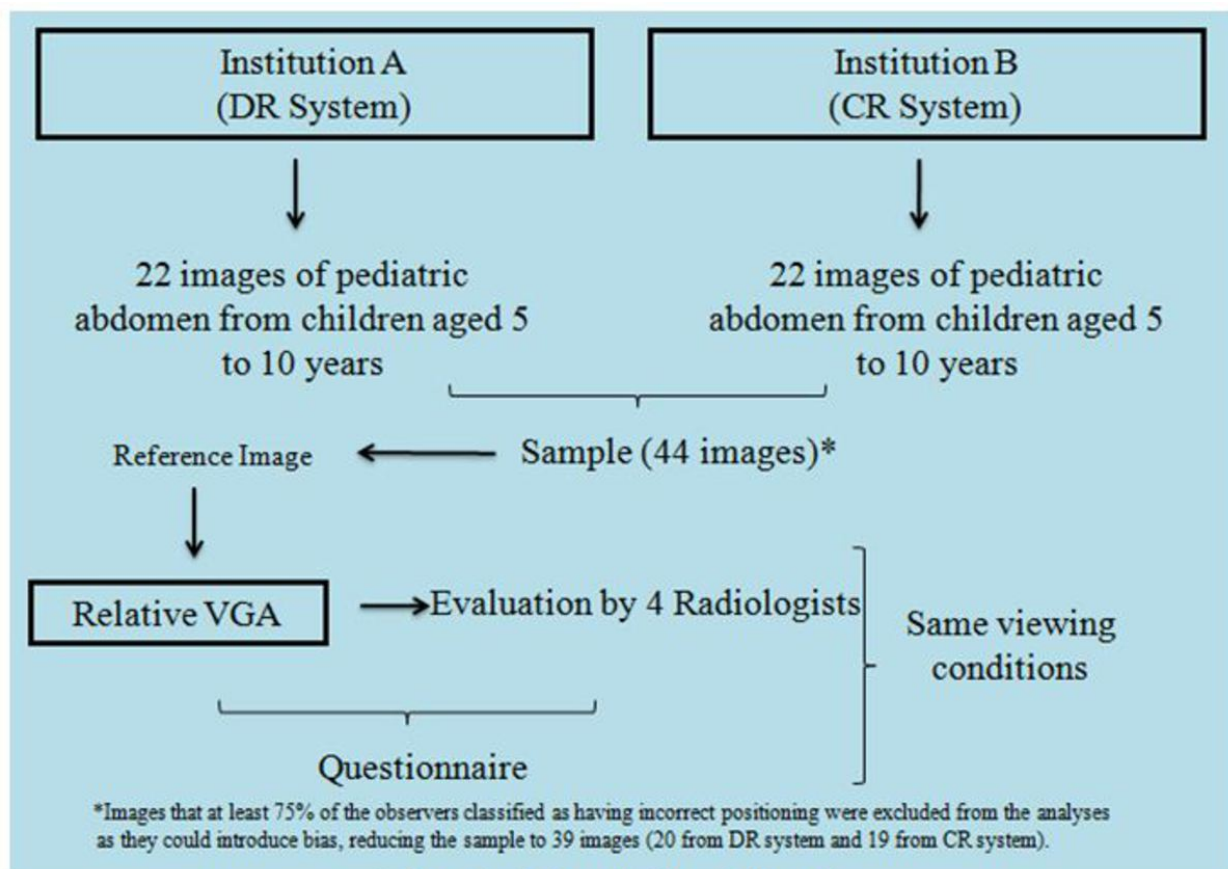 Institution A
(DR System)
Institution B
(CR System)
22 images of pediatric
abdomen from children aged 5
to 10 years
22 images of pediatric
abdomen from children aged 5
to 10 years
Sample (44 images)*
Reference Image
Relative VGA
Evaluation by 4 Radiologists
Same viewing
conditions
Questionnaire
*Images that at least 75% of the observers classified as having incorrect positioning were excluded from the analyses
as they could introduce bias, reducing the sample to 39 images (20 from DR system and 19 from CR system).